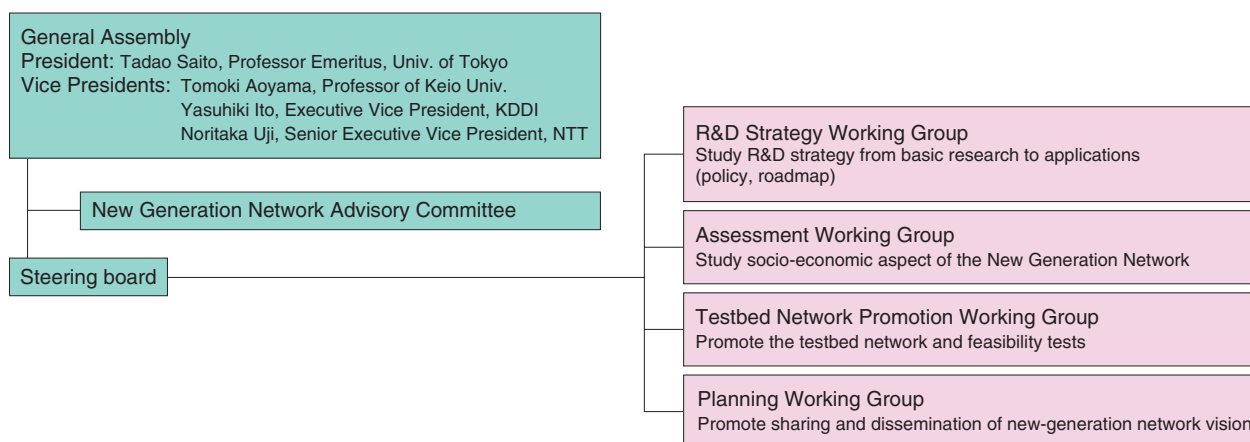 General Assembly
President: Tadao Saito, Professor Emeritus, Univ. of Tokyo
Vice Presidents: Tomoki Aoyama, Professor of Keio Univ.
Yasuhiki Ito, Executive Vice President, KDDI
Noritaka Uji, Senior Executive Vice President, NTT
New Generation Network Advisory Committee
Steering board
R&D Strategy Working Group
Study R&D strategy from basic research to applications
(policy, roadmap)
Assessment Working Group
Study socio-economic aspect of the New Generation Network
Testbed Network Promotion Working Group
Promote the testbed network and feasibility tests
Planning Working Group
Promote sharing and dissemination of new-generation network vision